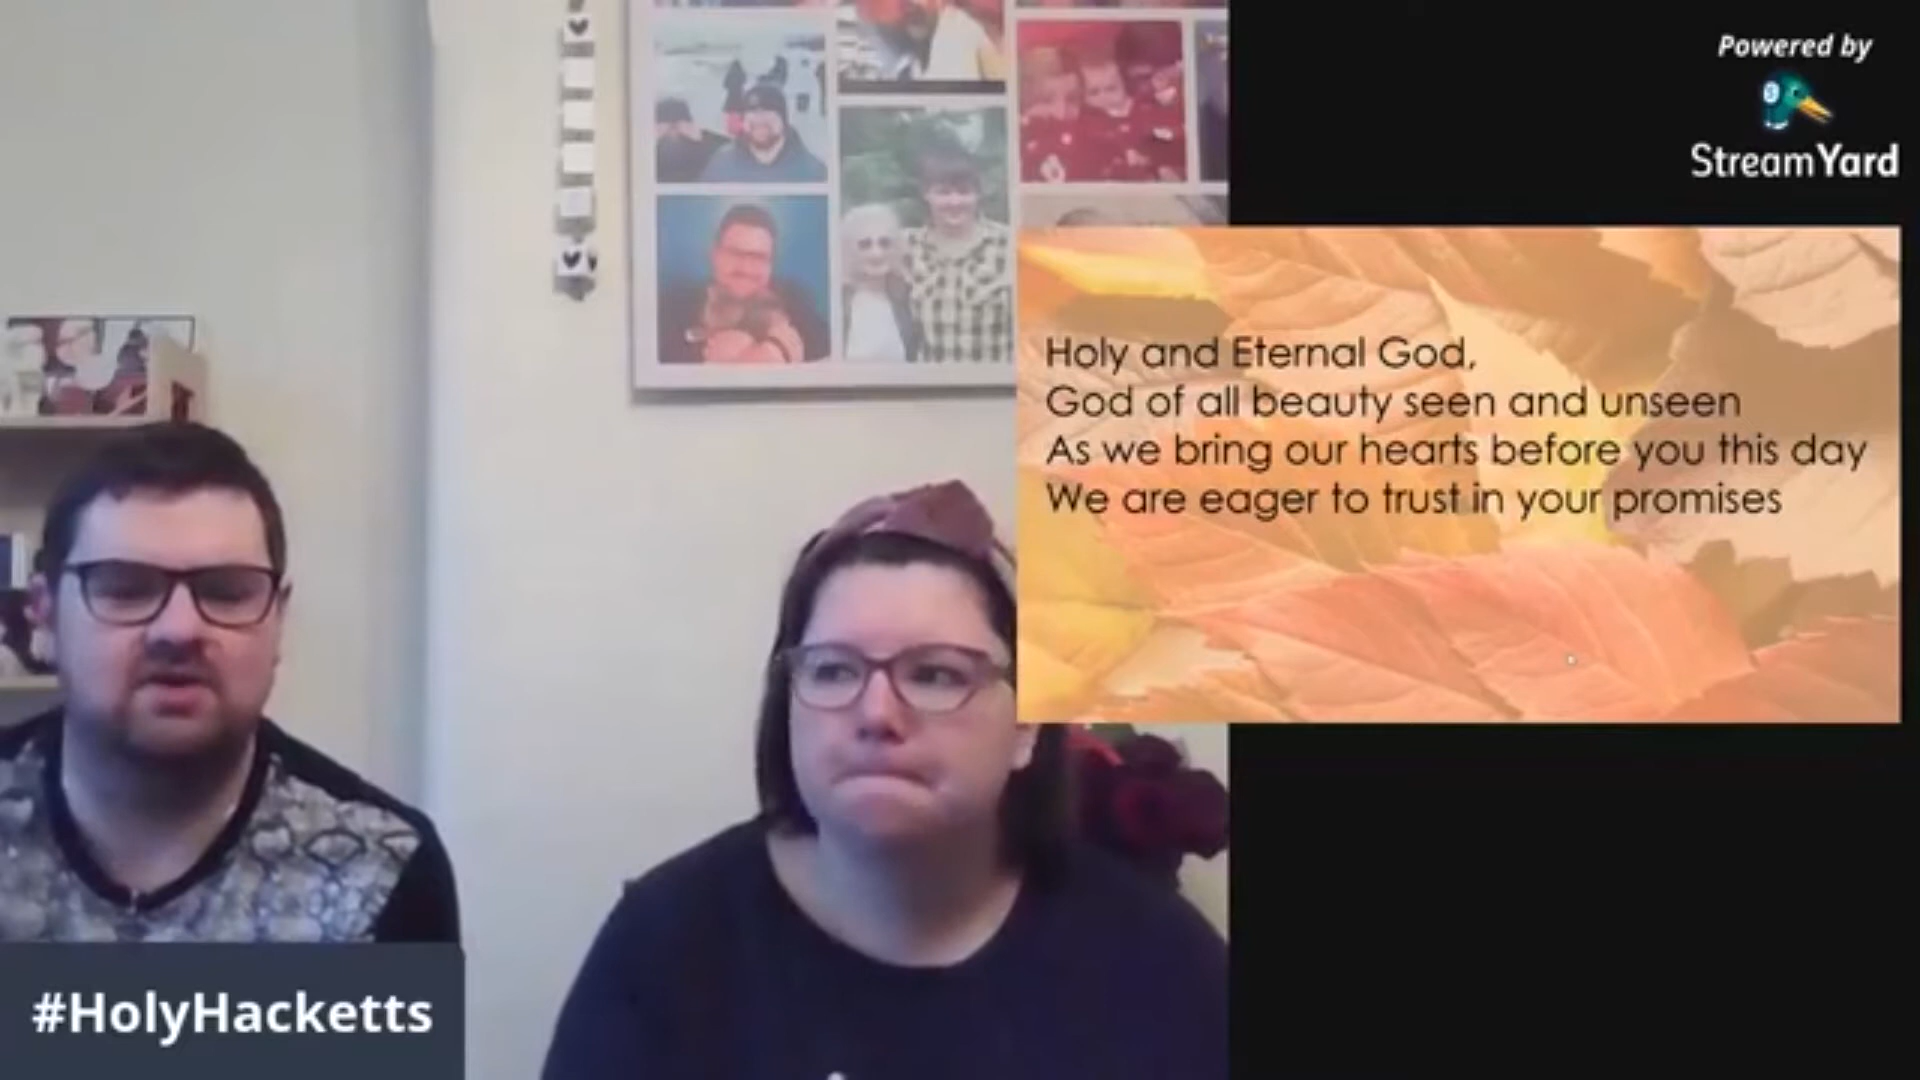 Powered by
StreamYard
Holy and Eternal God,
God of all beauty seen and unseen
As we bring our hearts before you this day
We are eager to trust in your promises
#HolyHacketts